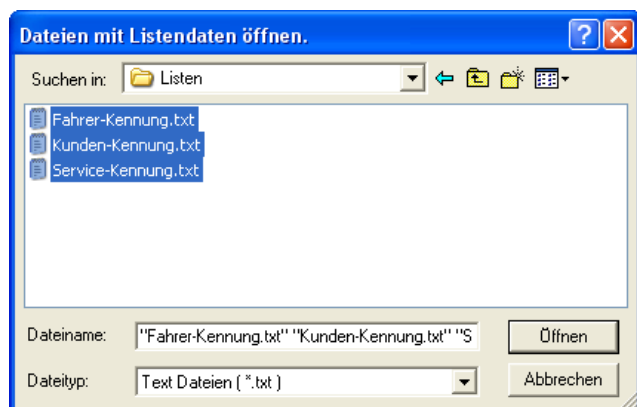 Dateien mit Listendaten öffnen.
Suchen in: Listen
Fahrer-Kennung.txt
Kunden-Kennung.txt
Service-Kennung.txt
Dateiname: "Fahrer-Kennung.txt" "Kunden-Kennung.txt" "S Öffnen
Dateityp: Text Dateien ( *.txt ) Abbrechen